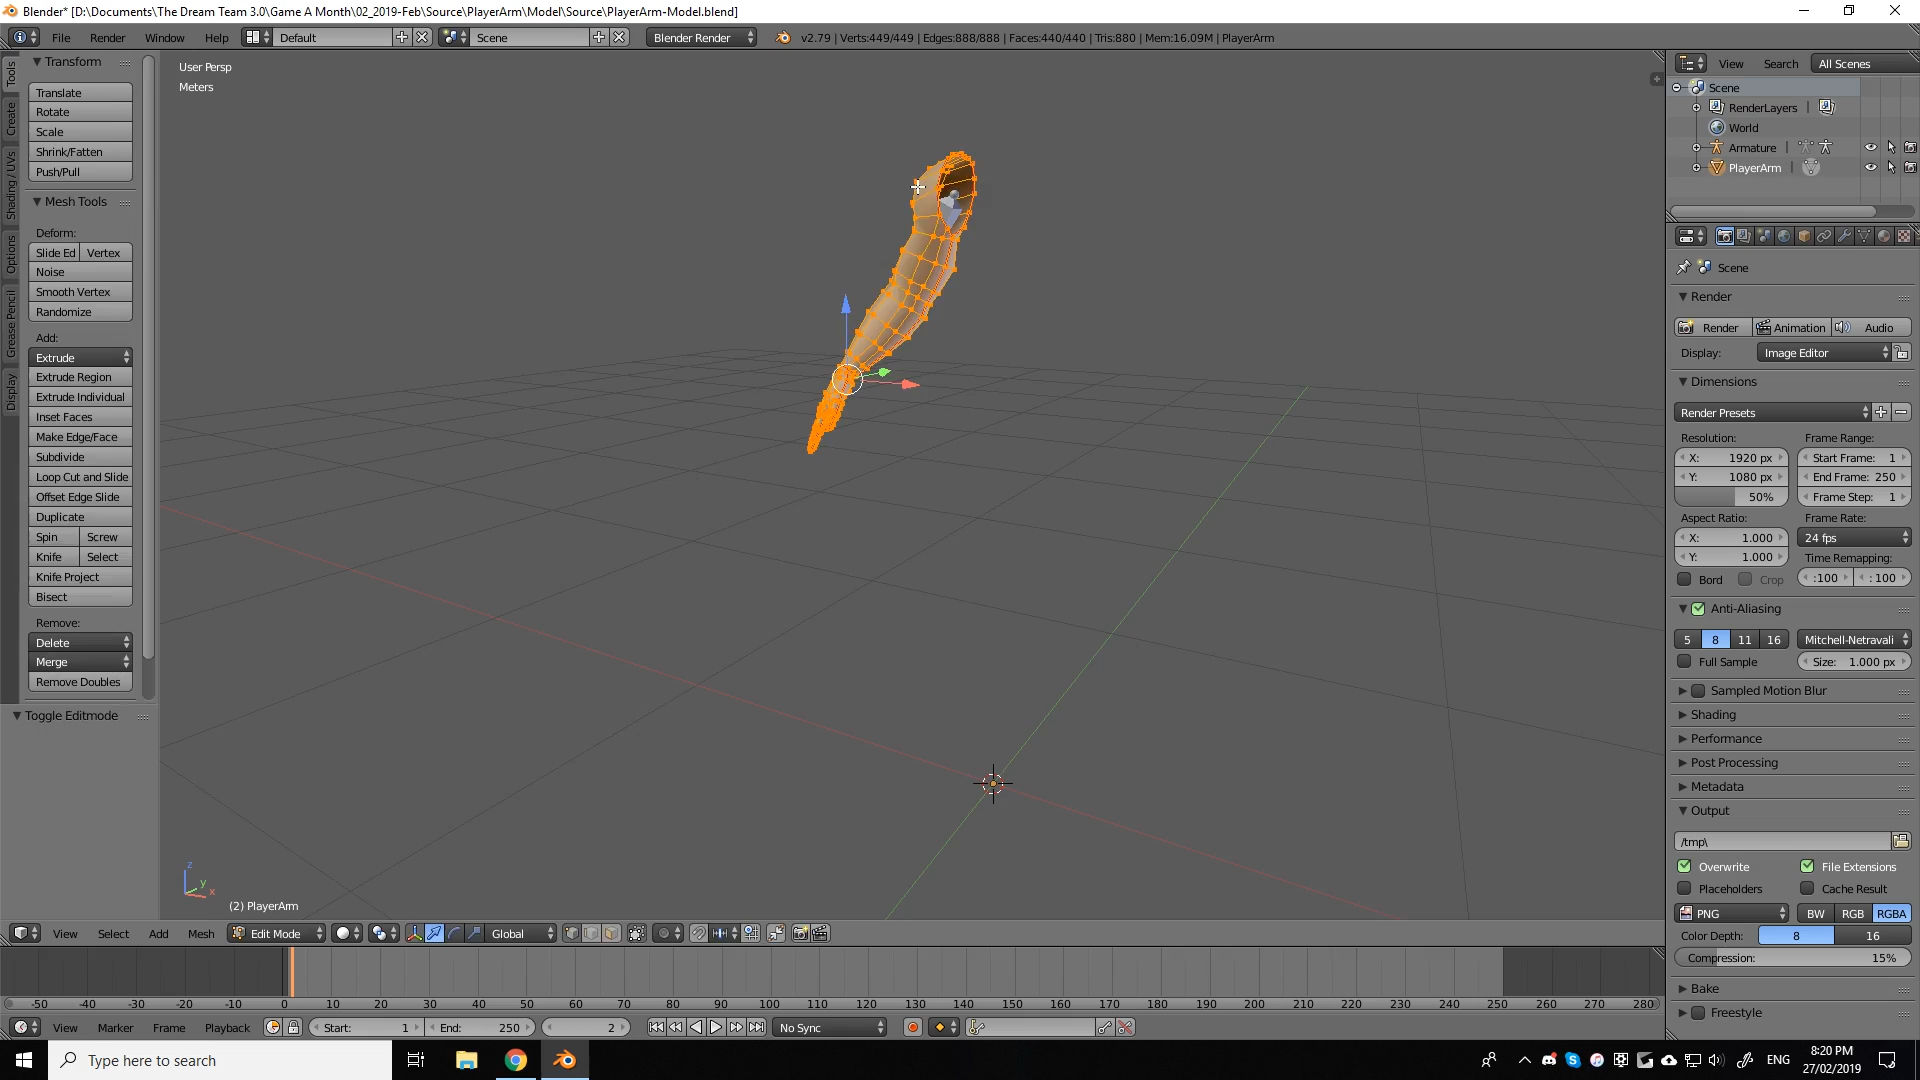 Blender* [D:\Documents\The Dream Team 3.0\Game A Month\02_2019-Feb\Source\PlayerArm\Model\Source\PlayerArm-Model.blend]
File Render Window Help Default Scene Blender Render v2.79 | Verts:449/449 | Edges:888/888 | Faces:440/440 | Tris:880 | Mem:16.09M | PlayerArm
Tools
Create
Shading / UVs
Options
Grease Pencil
Display
Transform
Translate
Rotate
Scale
Shrink/Fatten
Push/Pull
Mesh Tools
Deform:
Slide Ed Vertex
Noise
Smooth Vertex
Randomize
Add:
Extrude
Extrude Region
Extrude Individual
Inset Faces
Make Edge/Face
Subdivide
Loop Cut and Slide
Offset Edge Slide
Duplicate
Spin Screw
Knife Select
Knife Project
Bisect
Remove:
Delete
Merge
Remove Doubles
Toggle Editmode
User Persp
Meters
z
y
x
(2) PlayerArm
View Select Add Mesh Edit Mode Global
-50 -40 -30 -20 -10 0 10 20 30 40 50 60 70 80 90 100 110 120 130 140 150 160 170 180 190 200 210 220 230 240 250 260 270 280
View Marker Frame Playback Start: 1 End: 250 2 No Sync
View Search All Scenes
Scene
RenderLayers
World
Armature
PlayerArm
Scene
Render
Render Animation Audio
Display: Image Editor
Dimensions
Render Presets
Resolution: Frame Range:
X: 1920 px Start Frame: 1
Y: 1080 px End Frame: 250
50% Frame Step: 1
Aspect Ratio: Frame Rate:
X: 1.000 24 fps
Y: 1.000 Time Remapping:
Bord Crop :100 : 100
Anti-Aliasing
5 8 11 16 Mitchell-Netravali
Full Sample Size: 1.000 px
Sampled Motion Blur
Shading
Performance
Post Processing
Metadata
Output
/tmp\
Overwrite File Extensions
Placeholders Cache Result
PNG BW RGB RGBA
Color Depth: 8 16
Compression: 15%
Bake
Freestyle
Type here to search
ENG
8:20 PM
27/02/2019